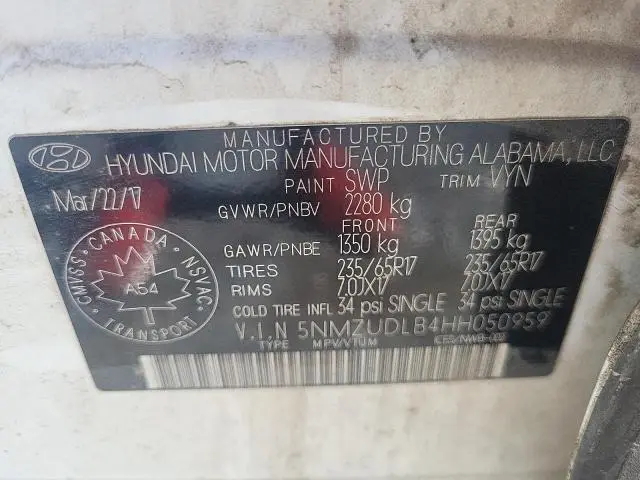 MANUFACTURED BY
HYUNDAI MOTOR MANUFACTURING ALABAMA, LLC
Mar/22/17 PAINT SWP TRIM VYN
GVWR/PNBV 2280 kg
FRONT REAR
GAWR/PNBE 1350 kg 1395 kg
TIRES 235/65R17 235/65R17
RIMS 7.0JX17 7.0JX17
COLD TIRE INFL 34 psi SINGLE 34 psi SINGLE
V.I.N 5NMZUDLB4HH050959
TYPE MPV/VTUM
CANADA
CMVSS NSVAC
A54
TRANSPORT